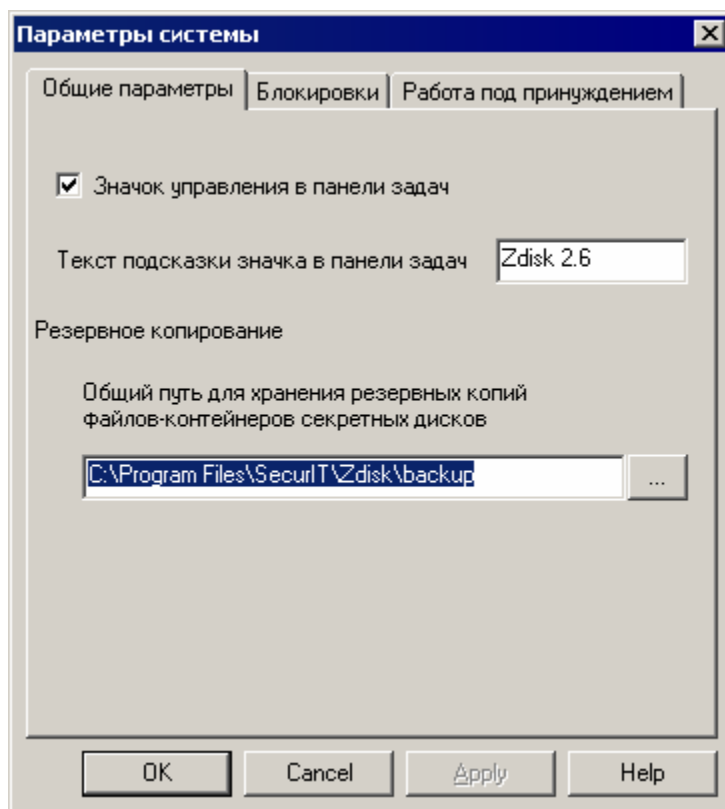 Параметры системы
Общие параметры Блокировки Работа под принуждением
Значок управления в панели задач
Текст подсказки значка в панели задач Zdisk 2.6
Резервное копирование
Общий путь для хранения резервных копий
файлов-контейнеров секретных дисков
C:\Program Files\SecurIT\Zdisk\backup ...
OK Cancel Apply Help